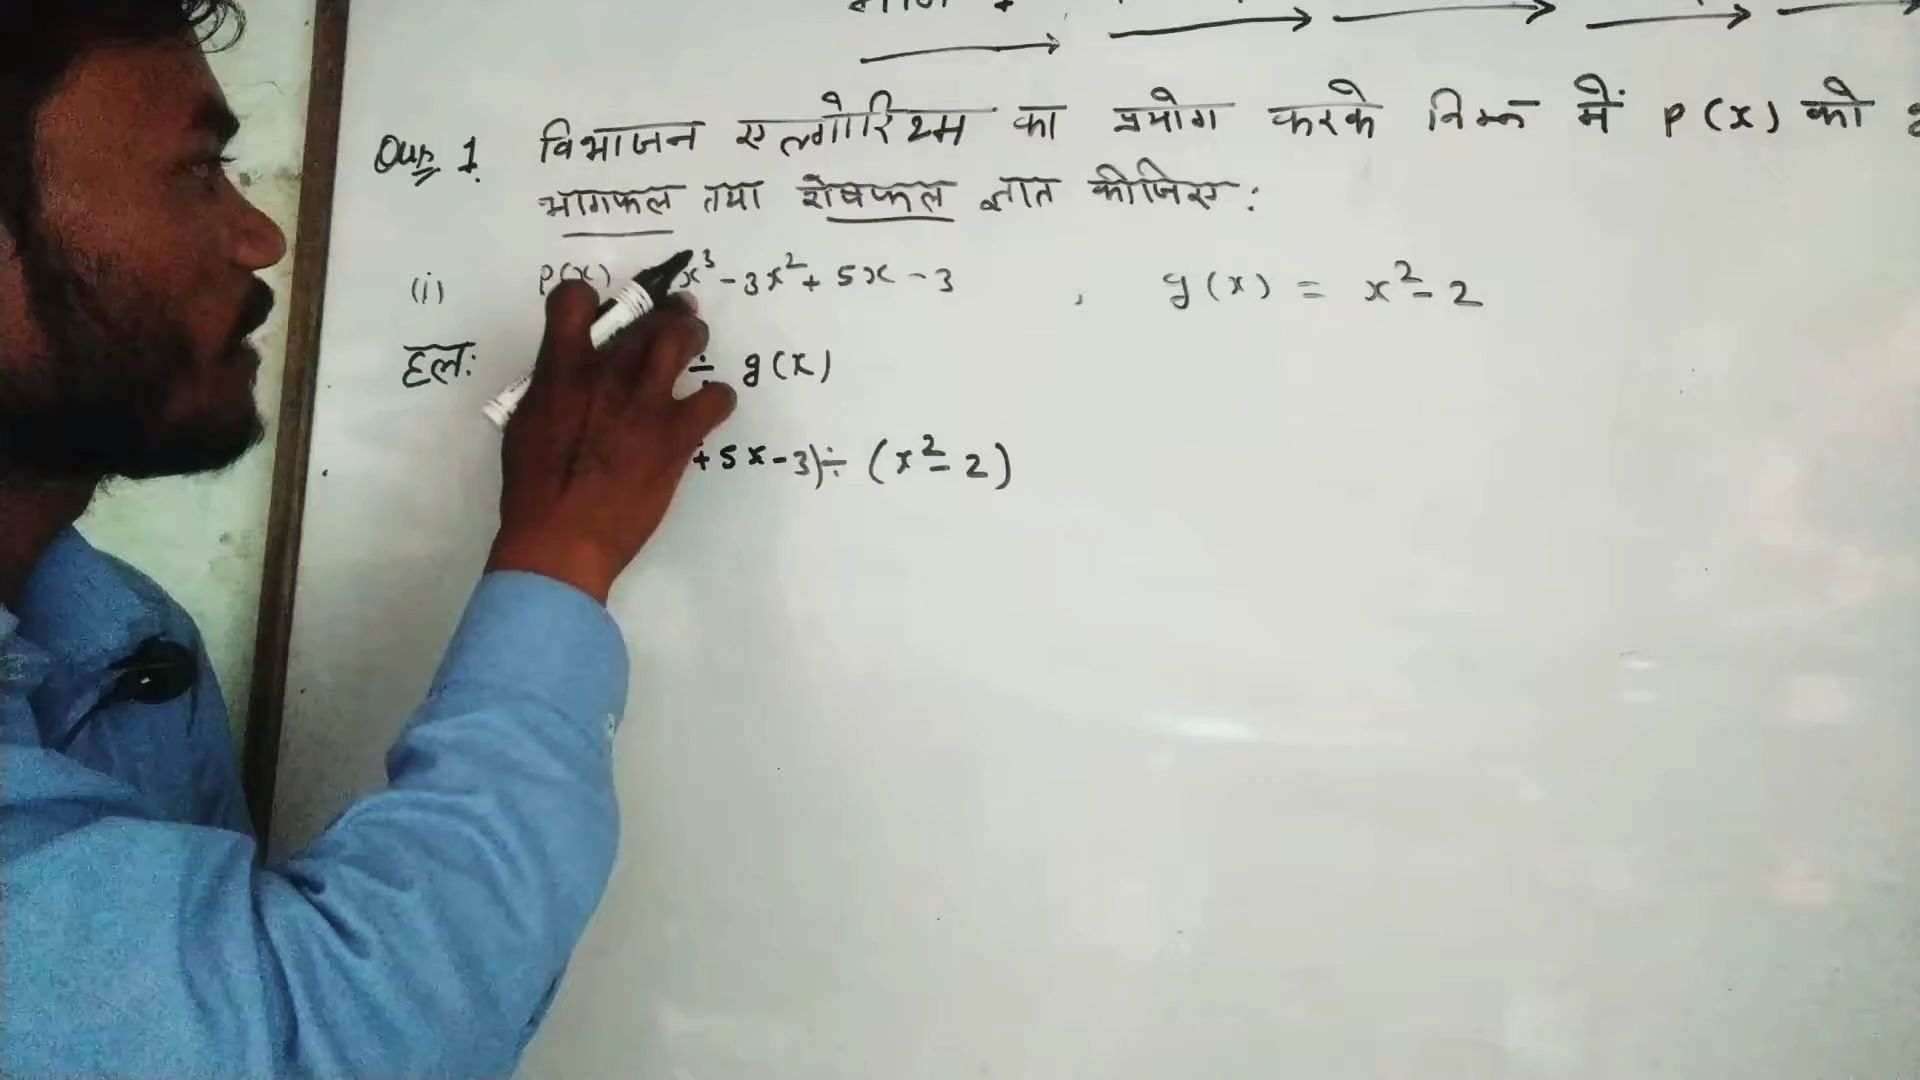 Ques 1. विभाजन एल्गोरिथ्म का प्रयोग करके निम्न में P(x) को
भागफल तथा शेषफल ज्ञात कीजिए :
(i) P(x) x³ - 3x² + 5x - 3 , g(x) = x² - 2
हल: ÷ g(x)
+ 5x - 3) ÷ (x² - 2)